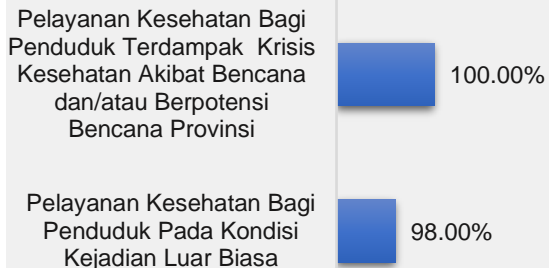 Pelayanan Kesehatan Bagi
Penduduk Terdampak Krisis
Kesehatan Akibat Bencana
dan/atau Berpotensi
Bencana Provinsi
100.00%
Pelayanan Kesehatan Bagi
Penduduk Pada Kondisi
Kejadian Luar Biasa
98.00%